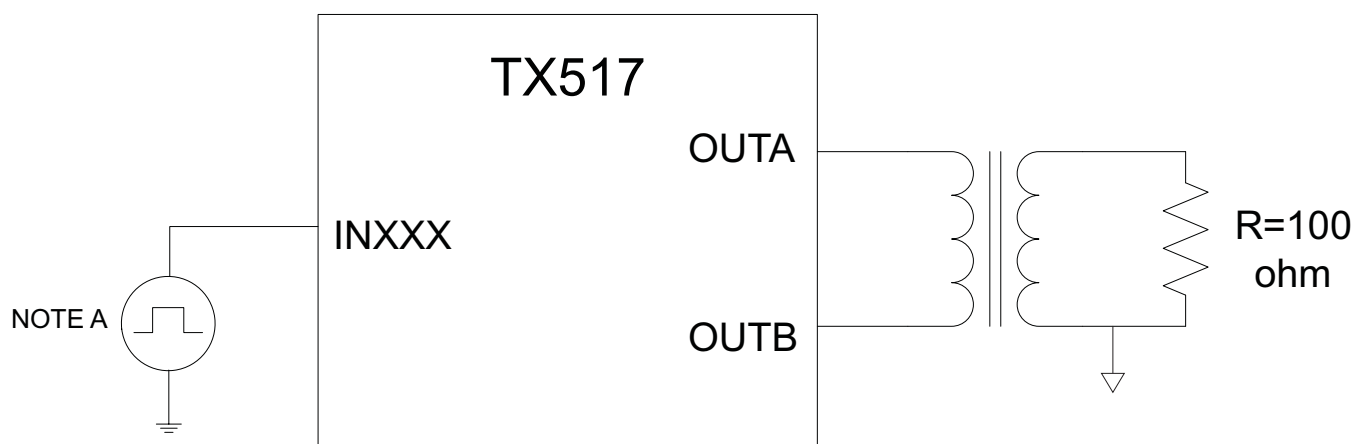 TX517
OUTA
INXXX
R=100
ohm
NOTE A
OUTB